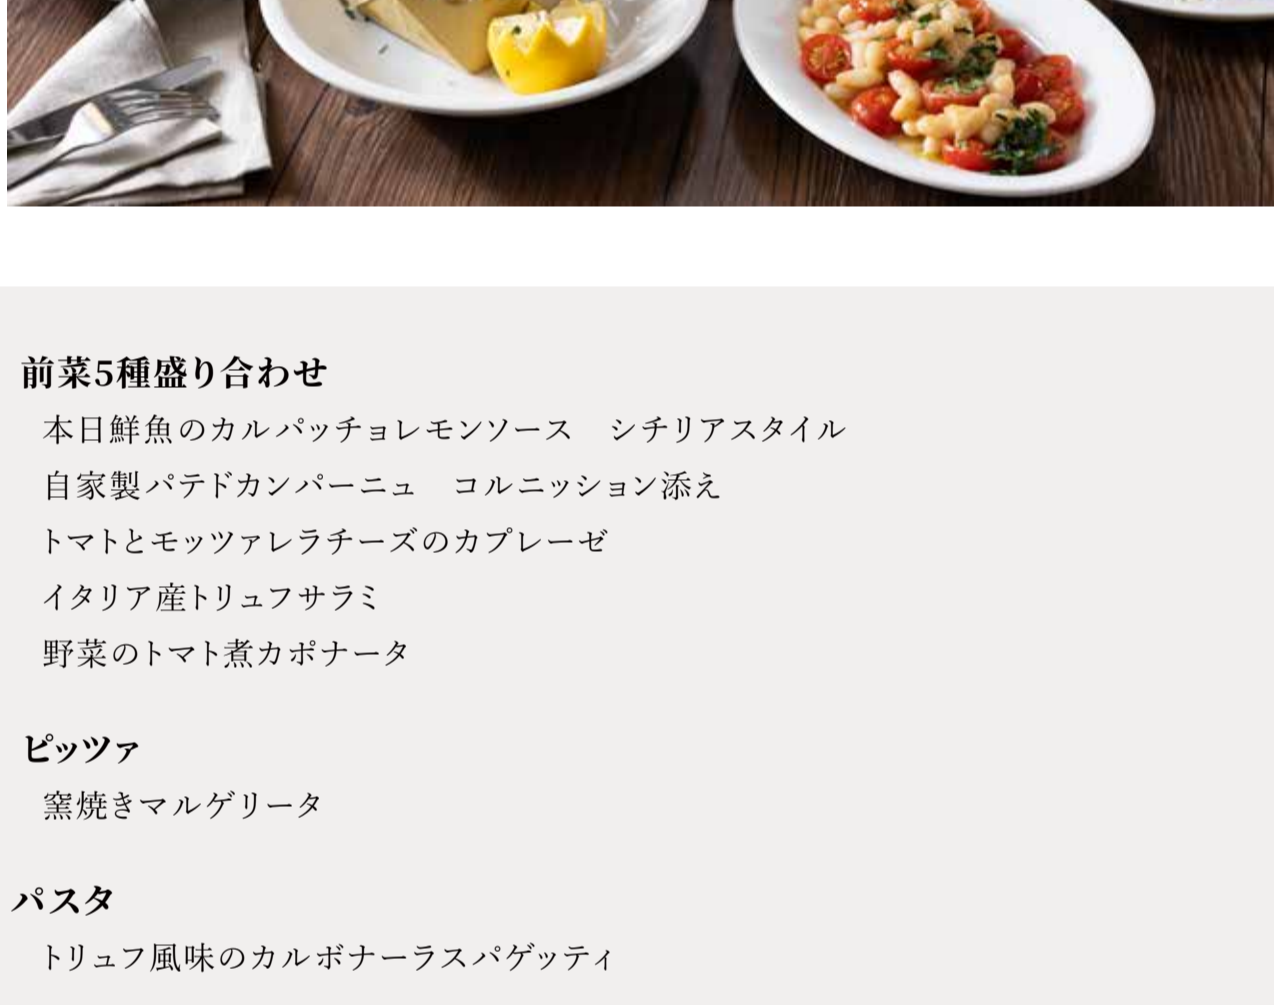 前菜5種盛り合わせ
本日鮮魚のカルパッチョレモンソース　シチリアスタイル
自家製パテドカンパーニュ　コルニッション添え
トマトとモッツァレラチーズのカプレーゼ
イタリア産トリュフサラミ
野菜のトマト煮カポナータ
ピッツァ
窯焼きマルゲリータ
パスタ
トリュフ風味のカルボナーラスパゲッティ